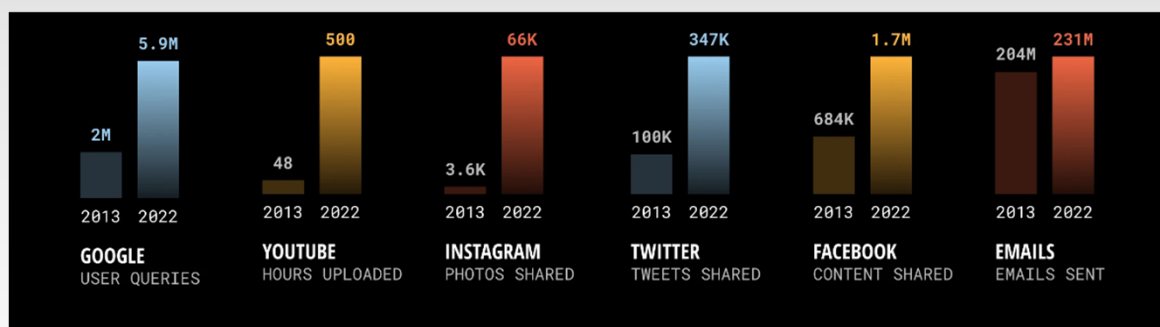 5.9M
2M
2013 2022
GOOGLE
USER QUERIES
500
48
2013 2022
YOUTUBE
HOURS UPLOADED
66K
3.6K
2013 2022
INSTAGRAM
PHOTOS SHARED
347K
100K
2013 2022
TWITTER
TWEETS SHARED
1.7M
684K
2013 2022
FACEBOOK
CONTENT SHARED
231M
204M
2013 2022
EMAILS
EMAILS SENT